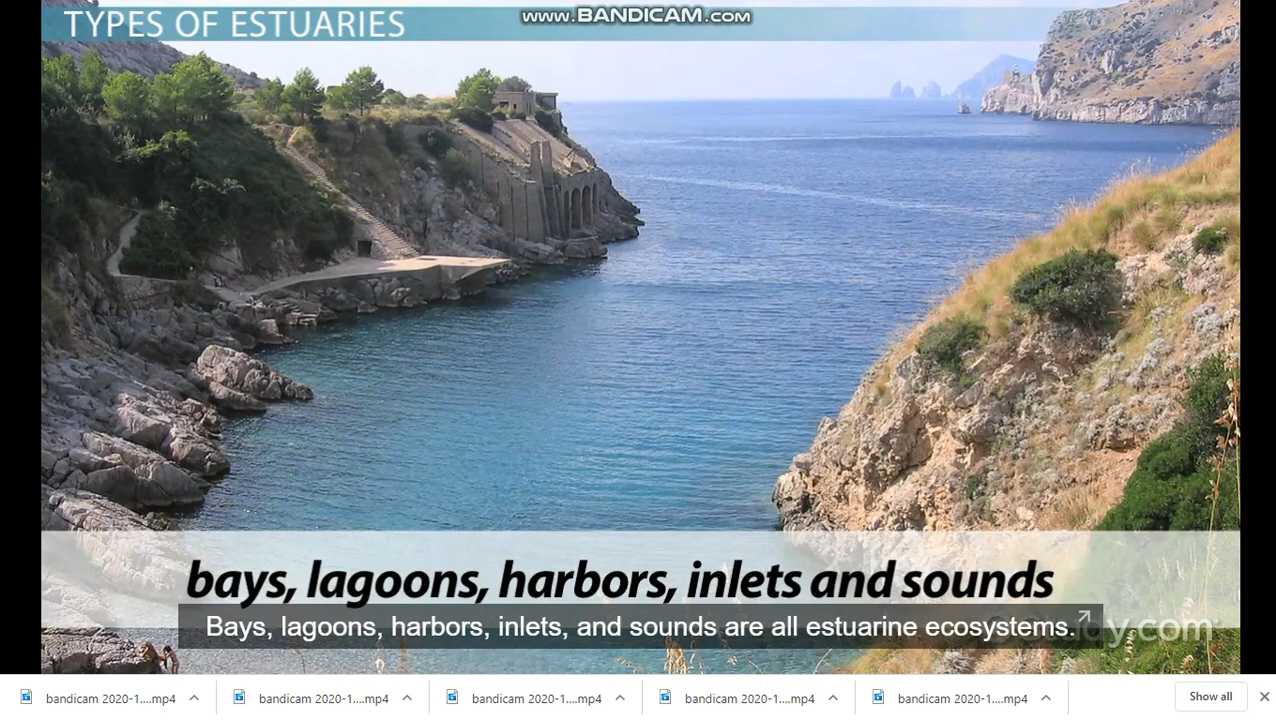 TYPES OF ESTUARIES
www.BANDICAM.com
bays, lagoons, harbors, inlets and sounds
Bays, lagoons, harbors, inlets, and sounds are all estuarine ecosystems.
bandicam 2020-1....mp4
bandicam 2020-1....mp4
bandicam 2020-1....mp4
bandicam 2020-1....mp4
bandicam 2020-1....mp4
Show all